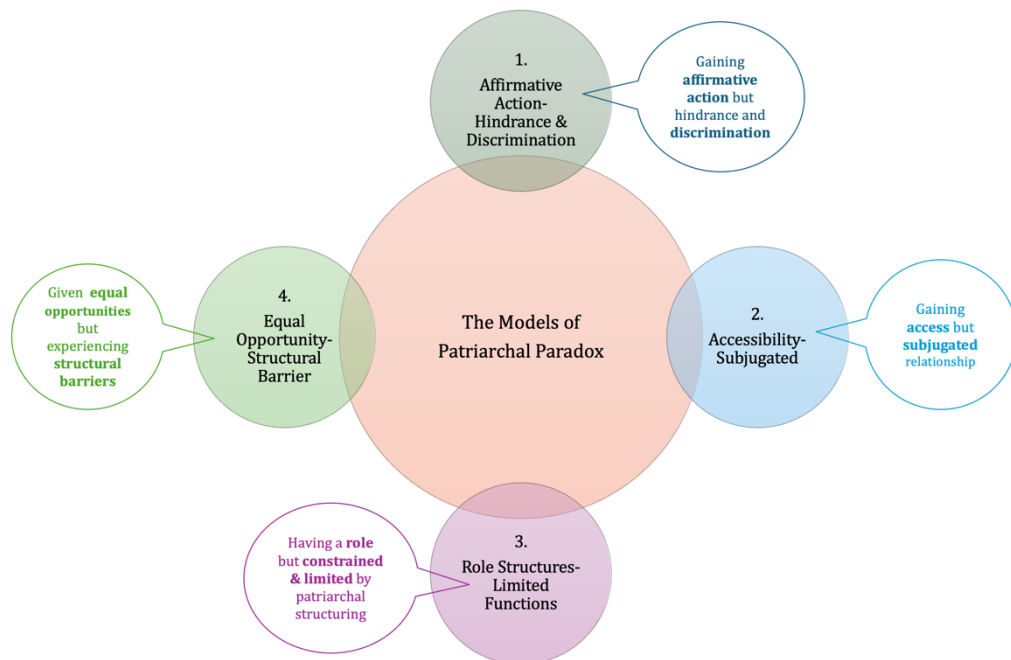 1.
Affirmative
Action-
Hindrance &
Discrimination
Gaining
affirmative
action but
hindrance and
discrimination
The Models of
Patriarchal Paradox
2.
Accessibility-
Subjugated
Gaining
access but
subjugated
relationship
3.
Role Structures-
Limited
Functions
Having a role
but constrained
& limited by
patriarchal
structuring
4.
Equal
Opportunity-
Structural
Barrier
Given equal
opportunities
but
experiencing
structural
barriers